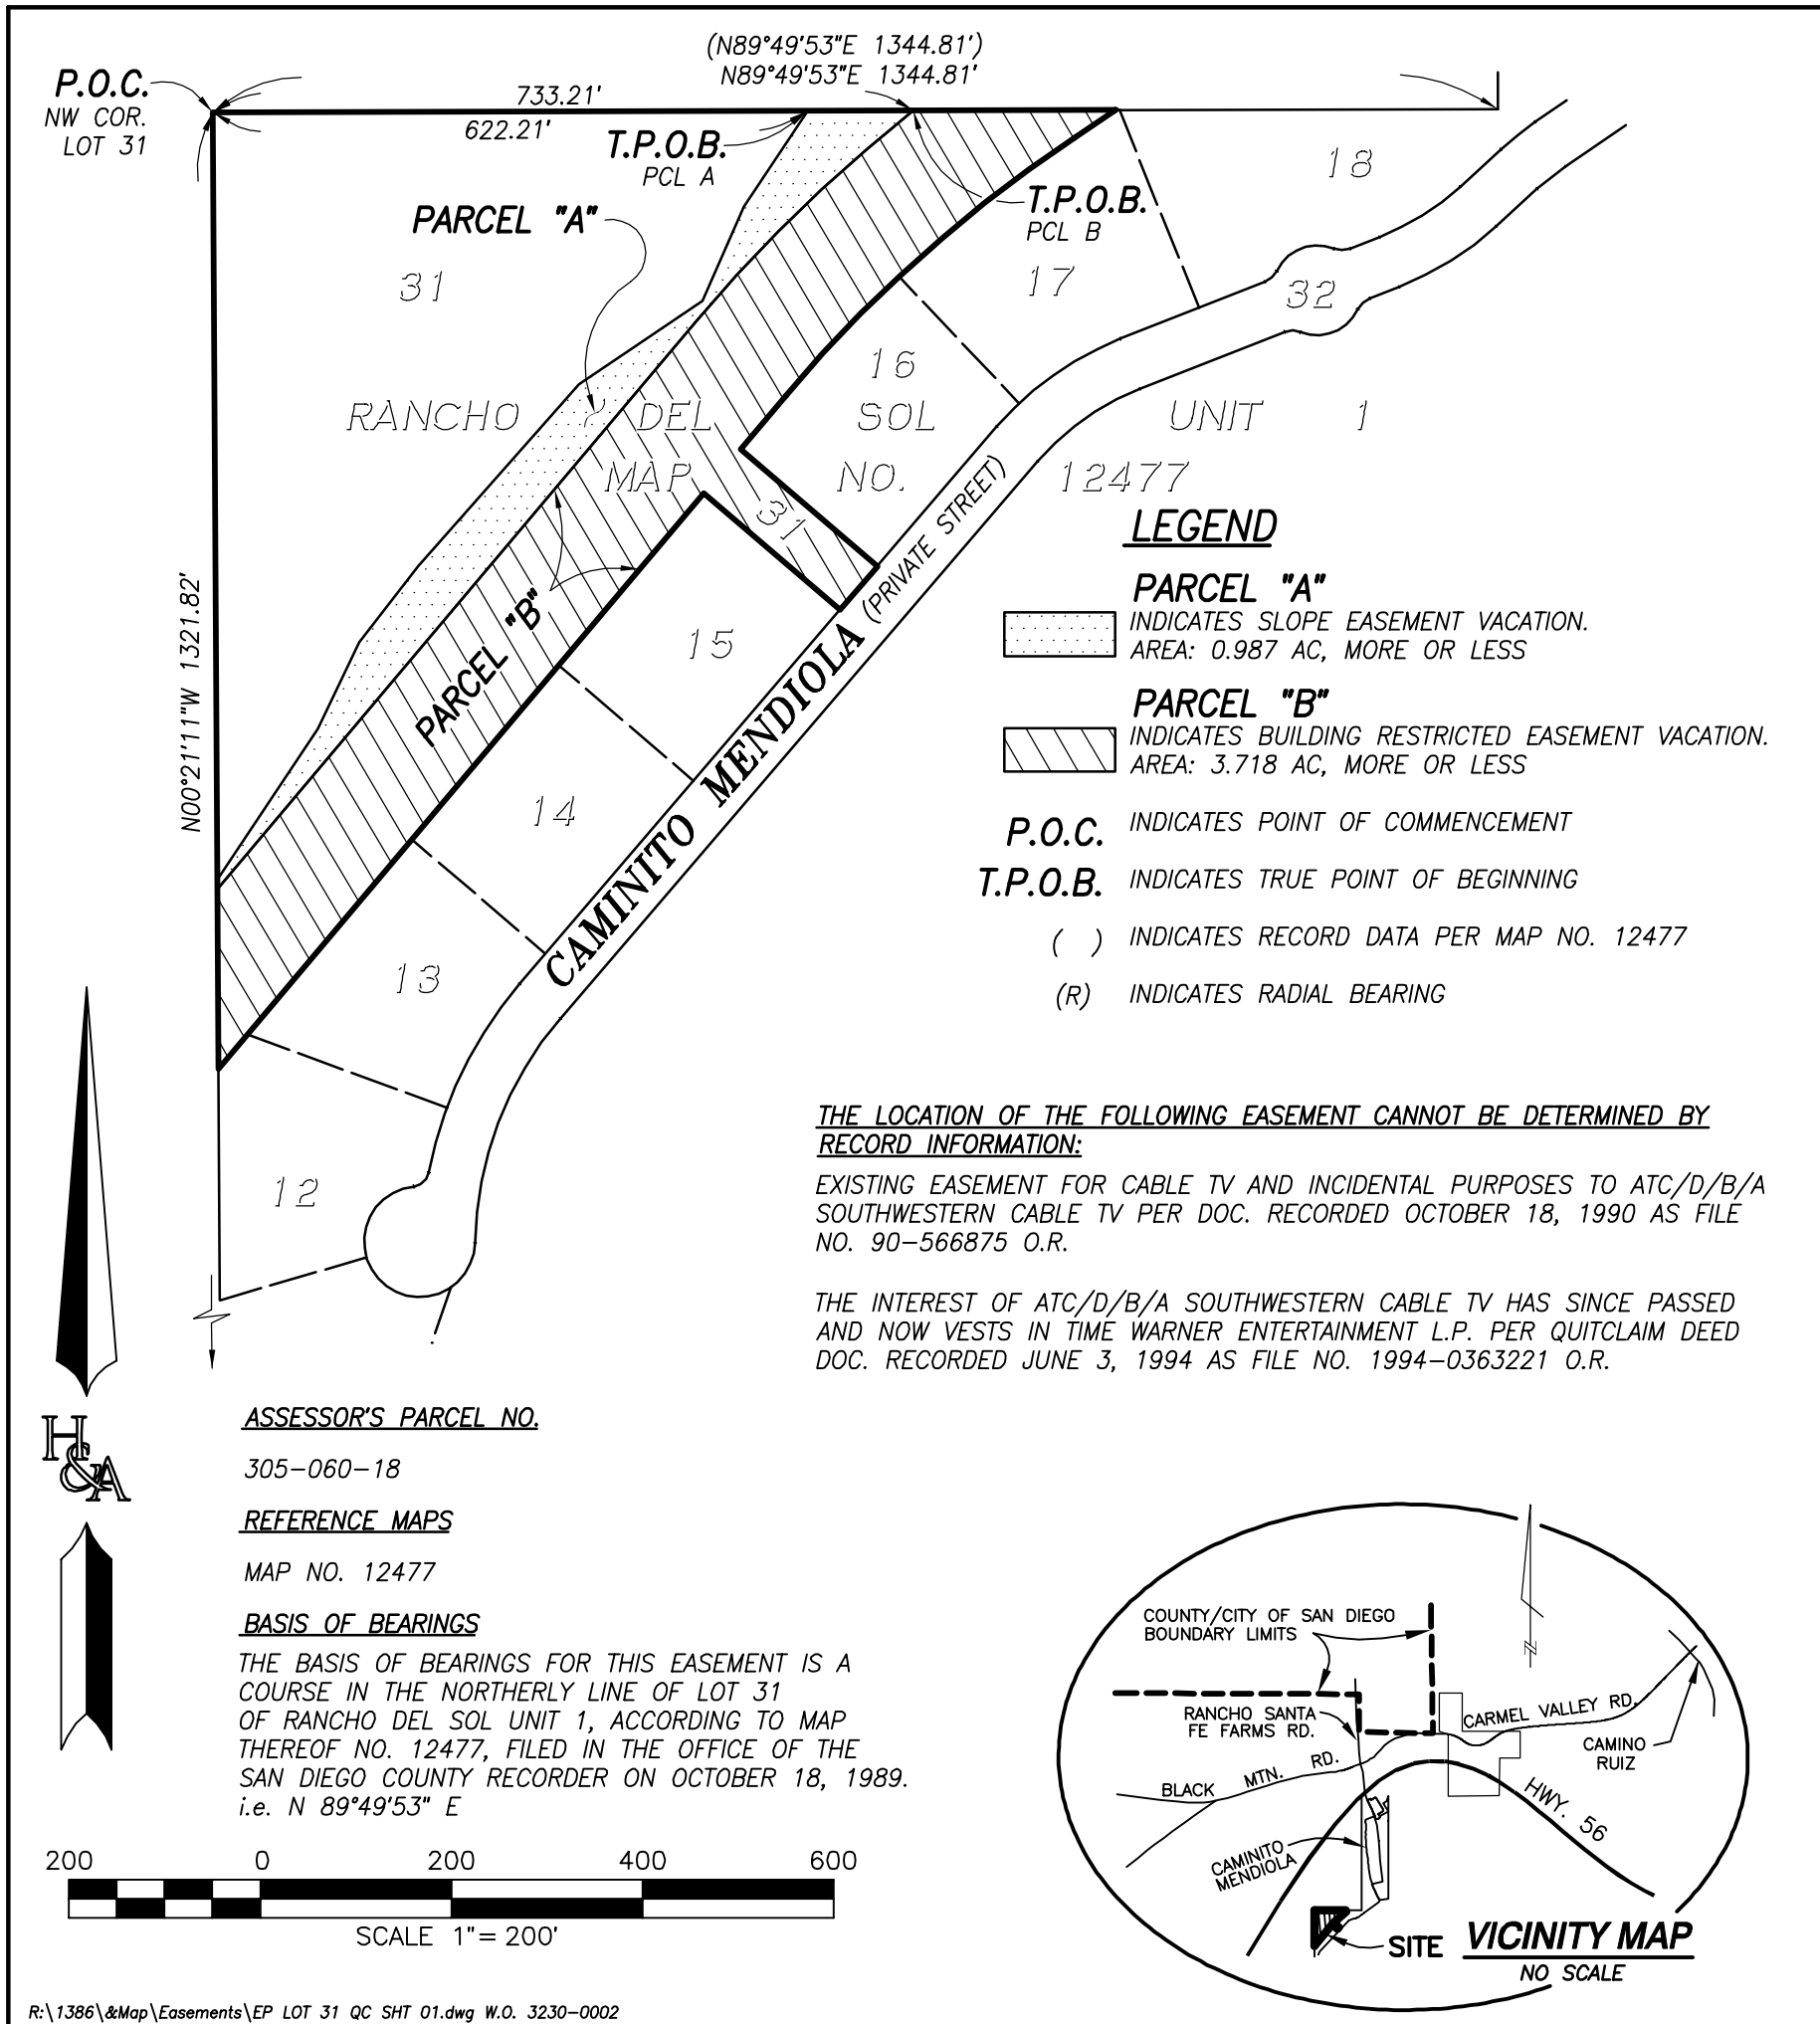 (N89°49'53"E 1344.81')
N89°49'53"E 1344.81'
P.O.C.
NW COR.
LOT 31
733.21'
622.21'
T.P.O.B.
PCL A
PARCEL "A"
T.P.O.B.
PCL B
18
31
17
32
16
RANCHO DEL SOL UNIT 1
MAP NO. 12477
31
(PRIVATE STREET)
CAMINITO MENDIOLA
N00°21'11"W 1321.82'
PARCEL "B"
15
14
13
12
LEGEND
PARCEL "A"
INDICATES SLOPE EASEMENT VACATION.
AREA: 0.987 AC, MORE OR LESS
PARCEL "B"
INDICATES BUILDING RESTRICTED EASEMENT VACATION.
AREA: 3.718 AC, MORE OR LESS
P.O.C. INDICATES POINT OF COMMENCEMENT
T.P.O.B. INDICATES TRUE POINT OF BEGINNING
( ) INDICATES RECORD DATA PER MAP NO. 12477
(R) INDICATES RADIAL BEARING
THE LOCATION OF THE FOLLOWING EASEMENT CANNOT BE DETERMINED BY
RECORD INFORMATION:
EXISTING EASEMENT FOR CABLE TV AND INCIDENTAL PURPOSES TO ATC/D/B/A
SOUTHWESTERN CABLE TV PER DOC. RECORDED OCTOBER 18, 1990 AS FILE
NO. 90-566875 O.R.
THE INTEREST OF ATC/D/B/A SOUTHWESTERN CABLE TV HAS SINCE PASSED
AND NOW VESTS IN TIME WARNER ENTERTAINMENT L.P. PER QUITCLAIM DEED
DOC. RECORDED JUNE 3, 1994 AS FILE NO. 1994-0363221 O.R.
H&A
ASSESSOR'S PARCEL NO.
305-060-18
REFERENCE MAPS
MAP NO. 12477
BASIS OF BEARINGS
THE BASIS OF BEARINGS FOR THIS EASEMENT IS A
COURSE IN THE NORTHERLY LINE OF LOT 31
OF RANCHO DEL SOL UNIT 1, ACCORDING TO MAP
THEREOF NO. 12477, FILED IN THE OFFICE OF THE
SAN DIEGO COUNTY RECORDER ON OCTOBER 18, 1989.
i.e. N 89°49'53" E
200 0 200 400 600
SCALE 1"= 200'
COUNTY/CITY OF SAN DIEGO
BOUNDARY LIMITS
RANCHO SANTA
FE FARMS RD.
CARMEL VALLEY RD.
CAMINO
RUIZ
BLACK MTN. RD.
HWY. 56
CAMINITO
MENDIOLA
SITE
VICINITY MAP
NO SCALE
R:\1386\&Map\Easements\EP LOT 31 QC SHT 01.dwg W.O. 3230-0002